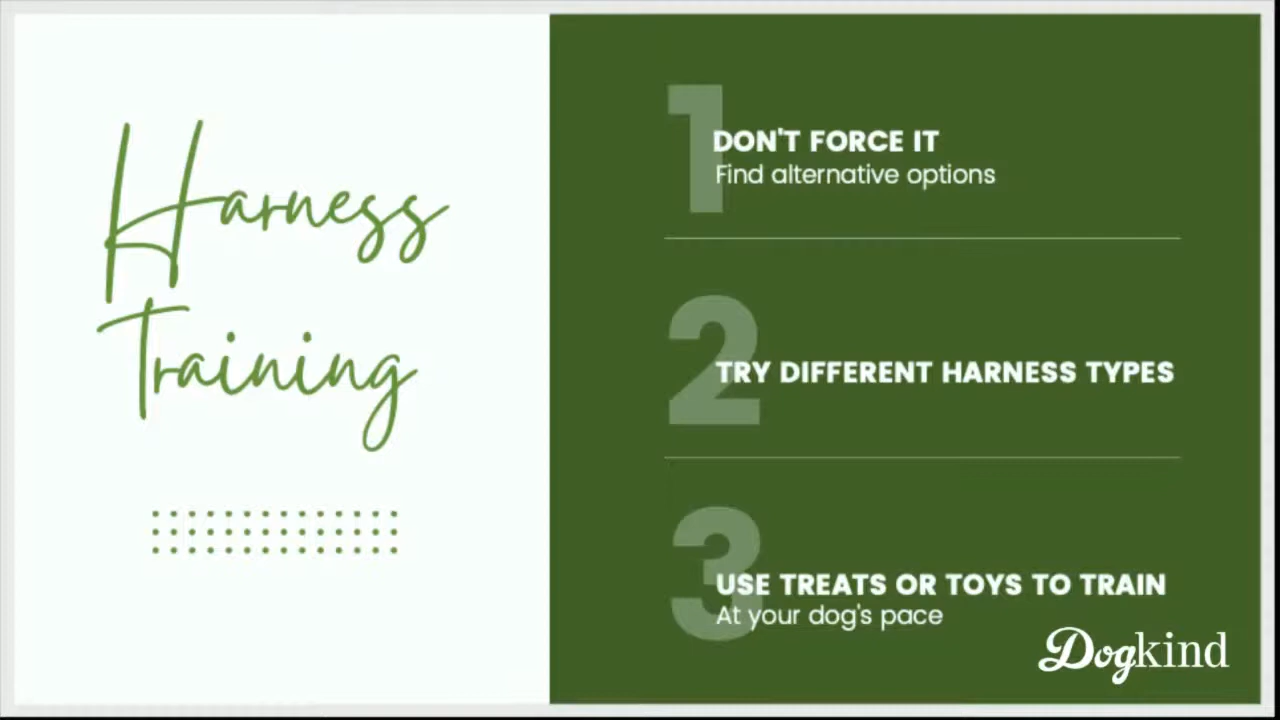 Harness
Training
1
DON'T FORCE IT
Find alternative options
2
TRY DIFFERENT HARNESS TYPES
3
USE TREATS OR TOYS TO TRAIN
At your dog's pace
Dogkind